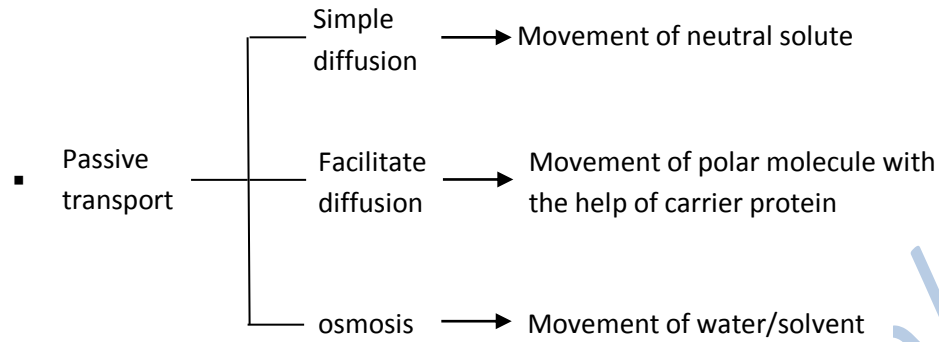 Simple
diffusion
Movement of neutral solute
▪ Passive
transport
Facilitate
diffusion
Movement of polar molecule with
the help of carrier protein
osmosis
Movement of water/solvent